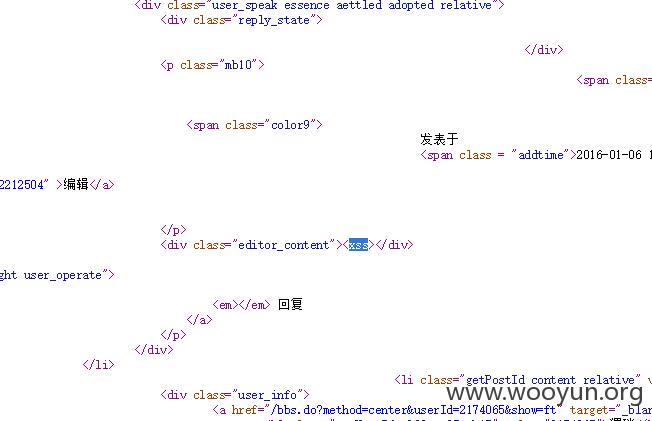 <div class="user_speak essence aettled adopted relative">
<div class="reply_state">
</div>
<p class="mb10">
<span class=
<span class="color9">
发表于
<span class = "addtime">2016-01-06 1
2212504" >编辑</a>
</p>
<div class="editor_content"><xss></div>
ght user_operate">
<em></em> 回复
</a>
</p>
</div>
</li>
<li class="getPostId content relative" v
<div class="user_info">
www.wooyun.org
<a href="/bbs.do?method=center&userId=2174065&show=ft" target="_blan